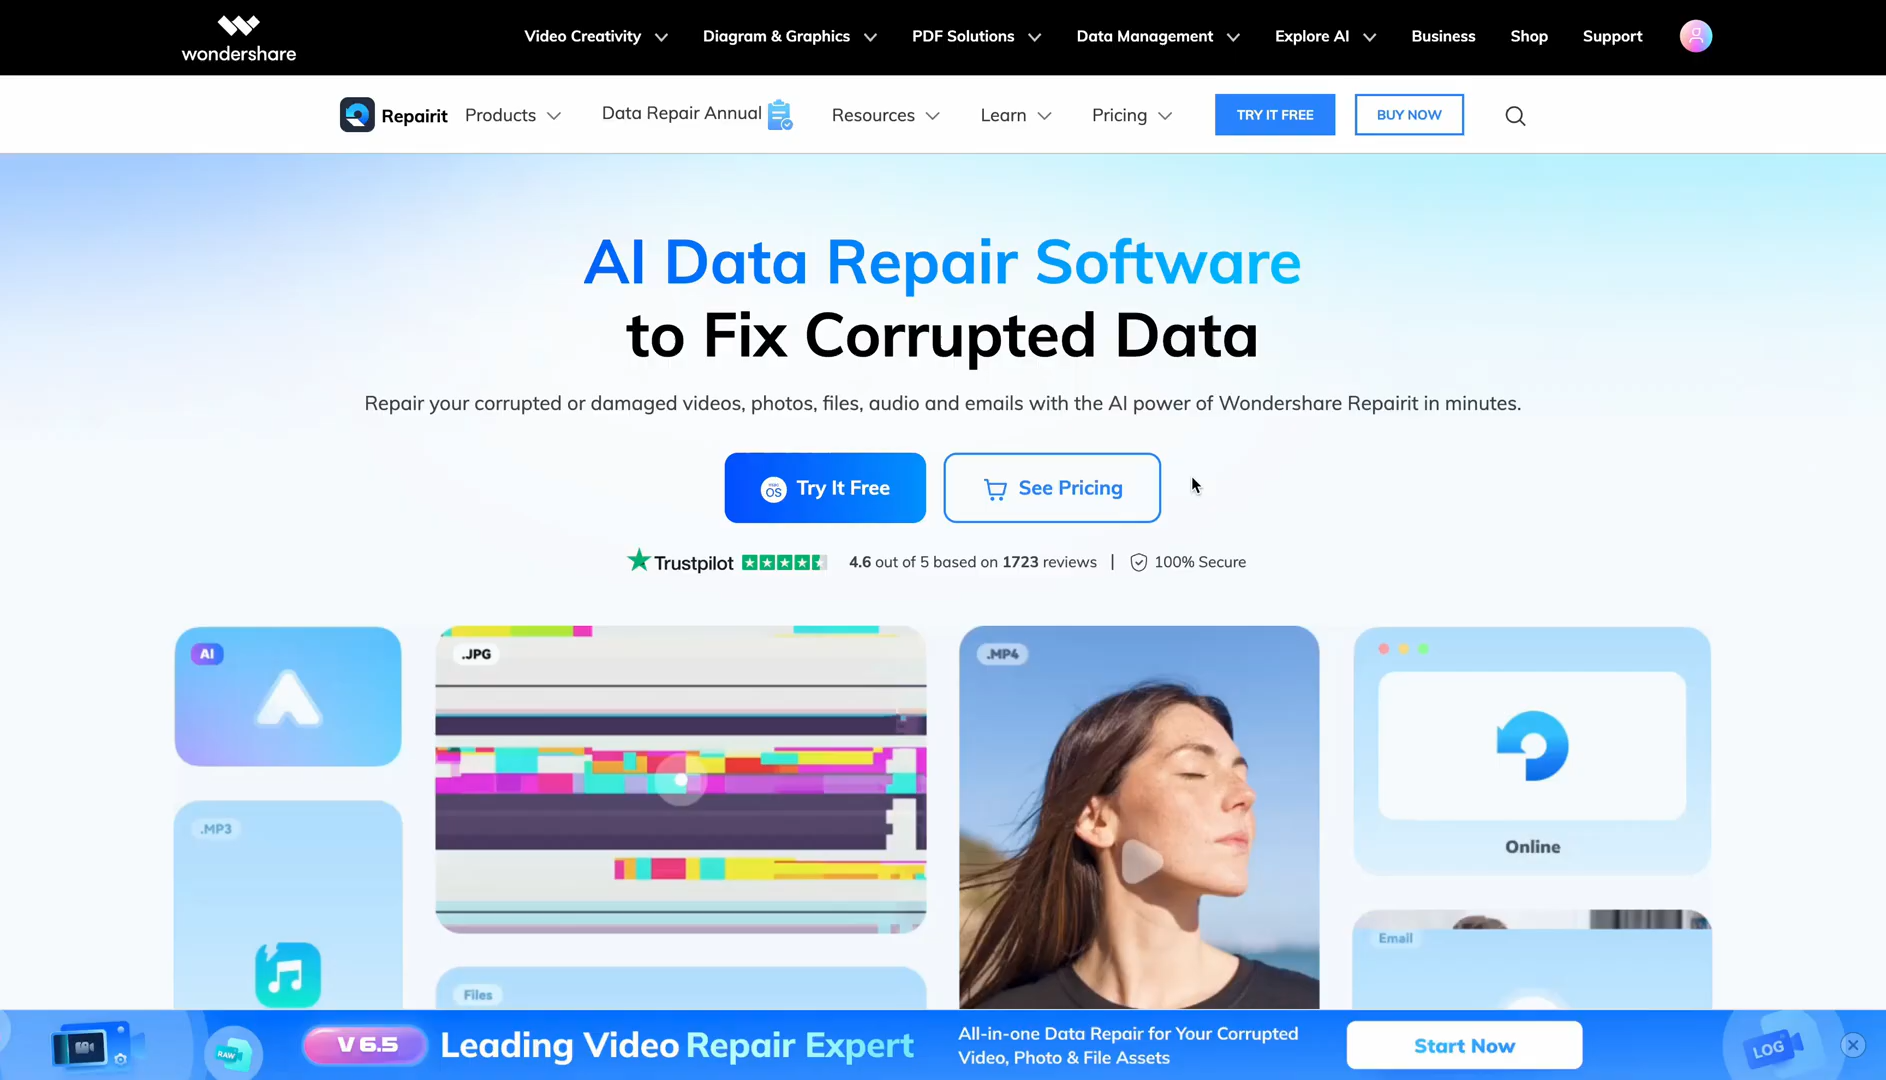 wondershare
Video Creativity
Diagram & Graphics
PDF Solutions
Data Management
Explore AI
Business
Shop
Support
Repairit
Products
Data Repair Annual
Resources
Learn
Pricing
TRY IT FREE
BUY NOW
AI Data Repair Software
to Fix Corrupted Data
Repair your corrupted or damaged videos, photos, files, audio and emails with the AI power of Wondershare Repairit in minutes.
macOS Try It Free
See Pricing
Trustpilot
4.6 out of 5 based on 1723 reviews | 100% Secure
AI
.JPG
.MP4
.MP3
Online
Files
Email
RAW
V 6.5
Leading Video Repair Expert
All-in-one Data Repair for Your Corrupted
Video, Photo & File Assets
Start Now
LOG